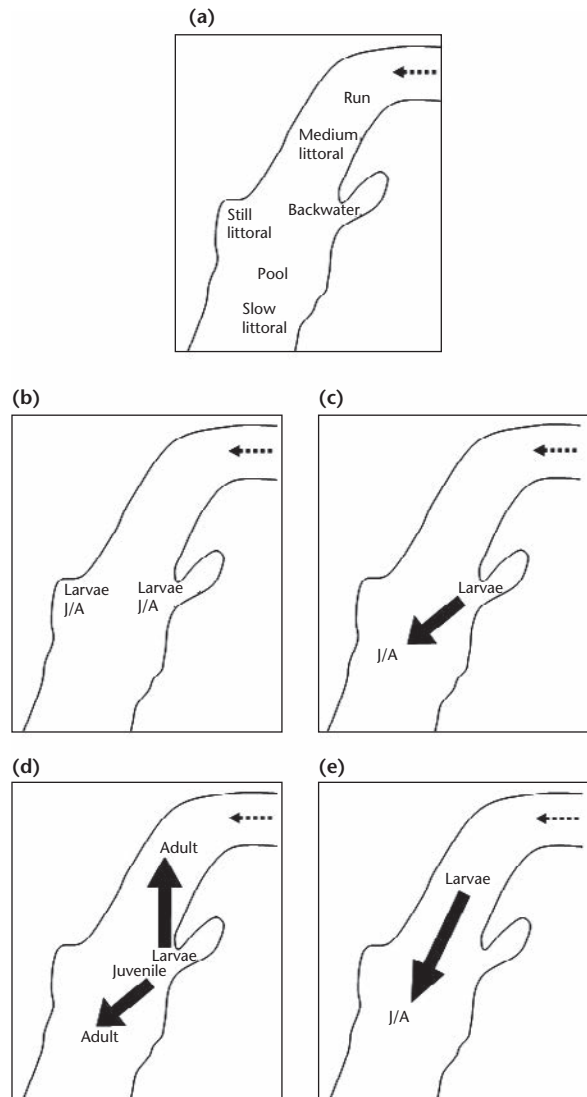 (a)
Run
Medium
littoral
Still
littoral
Backwater
Pool
Slow
littoral
(b)
Larvae
J/A
Larvae
J/A
(c)
Larvae
J/A
(d)
Adult
Larvae
Juvenile
Adult
(e)
Larvae
J/A